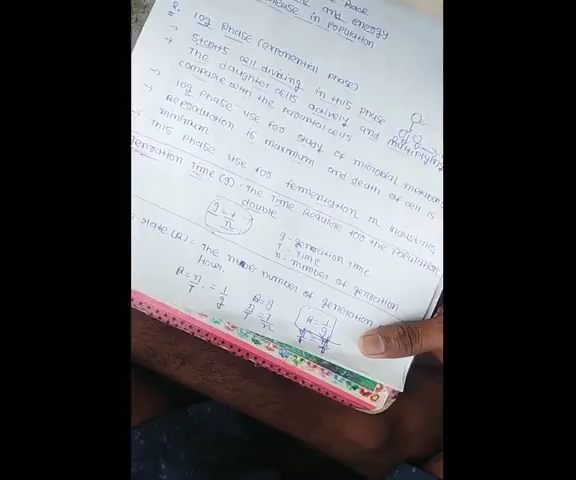 and energy
increase in population
2. log phase (exponential phase)
→ starts cell dividing in this phase
→ The daughter cells actively and multiplying
compare with the parental cells
→ log phase use for study of microbial metabo
→ Reproduction is maximum and death of cell is
minimum
→ This phase use for fermentation in industries
Generation time (g) - The time require for the population
double
g = t/n
g - generation time
T - Time
n - number of generation
Rate (R) = The number of generation
Hour.
R = n/T = 1/g
R = g
n/T = 1/n
R = 1/g